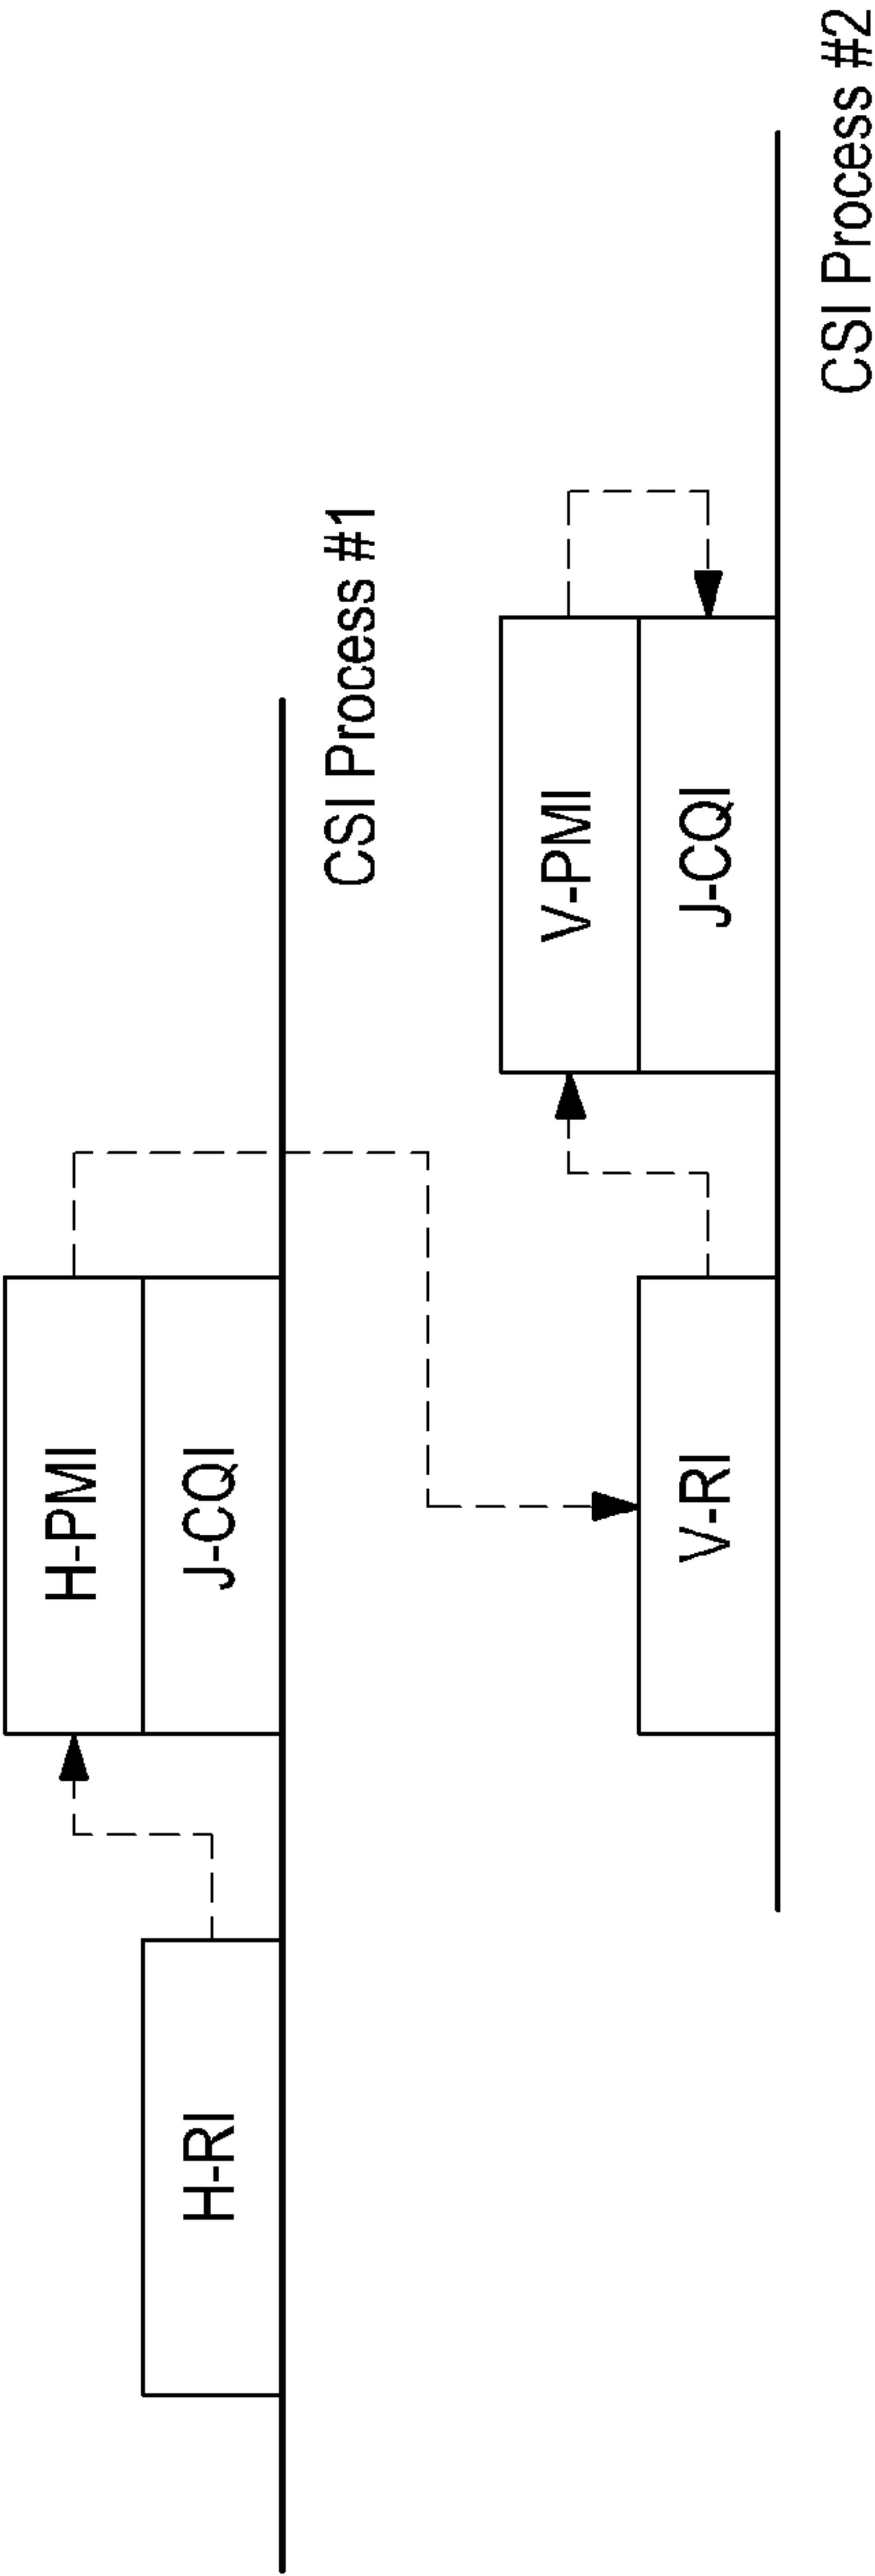 H-RI
H-PMI
J-CQI
CSI Process #1
V-RI
V-PMI
J-CQI
CSI Process #2